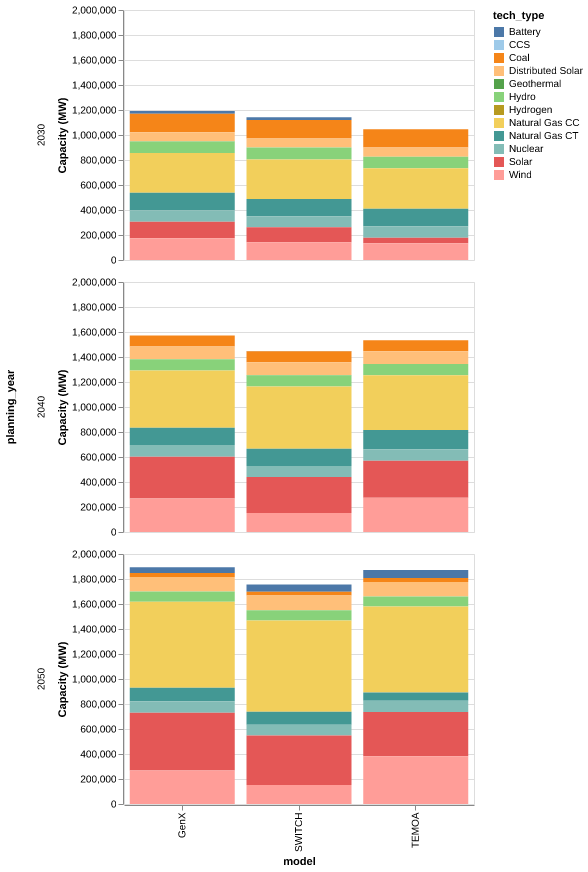 tech_type
Battery
CCS
Coal
Distributed Solar
Geothermal
Hydro
Hydrogen
Natural Gas CC
Natural Gas CT
Nuclear
Solar
Wind
planning_year
2030
Capacity (MW)
2,000,000
1,800,000
1,600,000
1,400,000
1,200,000
1,000,000
800,000
600,000
400,000
200,000
0
2040
Capacity (MW)
2,000,000
1,800,000
1,600,000
1,400,000
1,200,000
1,000,000
800,000
600,000
400,000
200,000
0
2050
Capacity (MW)
2,000,000
1,800,000
1,600,000
1,400,000
1,200,000
1,000,000
800,000
600,000
400,000
200,000
0
GenX
SWITCH
TEMOA
model